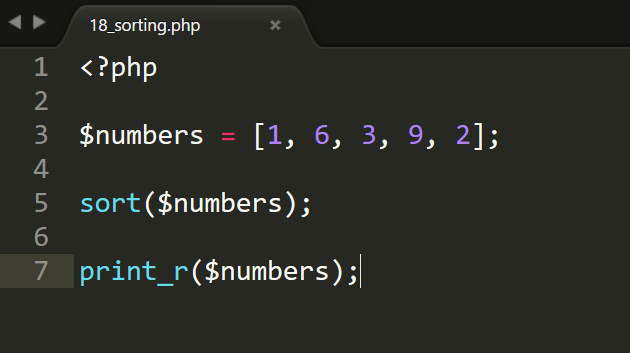 18_sorting.php ×
1 <?php
2
3 $numbers = [1, 6, 3, 9, 2];
4
5 sort($numbers);
6
7 print_r($numbers);